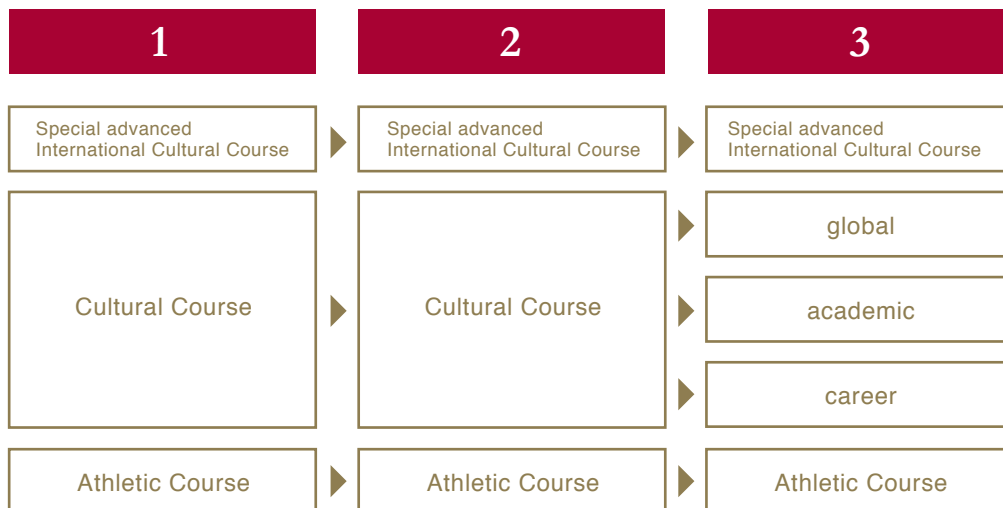 1
2
3
Special advanced
International Cultural Course
Special advanced
International Cultural Course
Special advanced
International Cultural Course
Cultural Course
Cultural Course
global
academic
career
Athletic Course
Athletic Course
Athletic Course